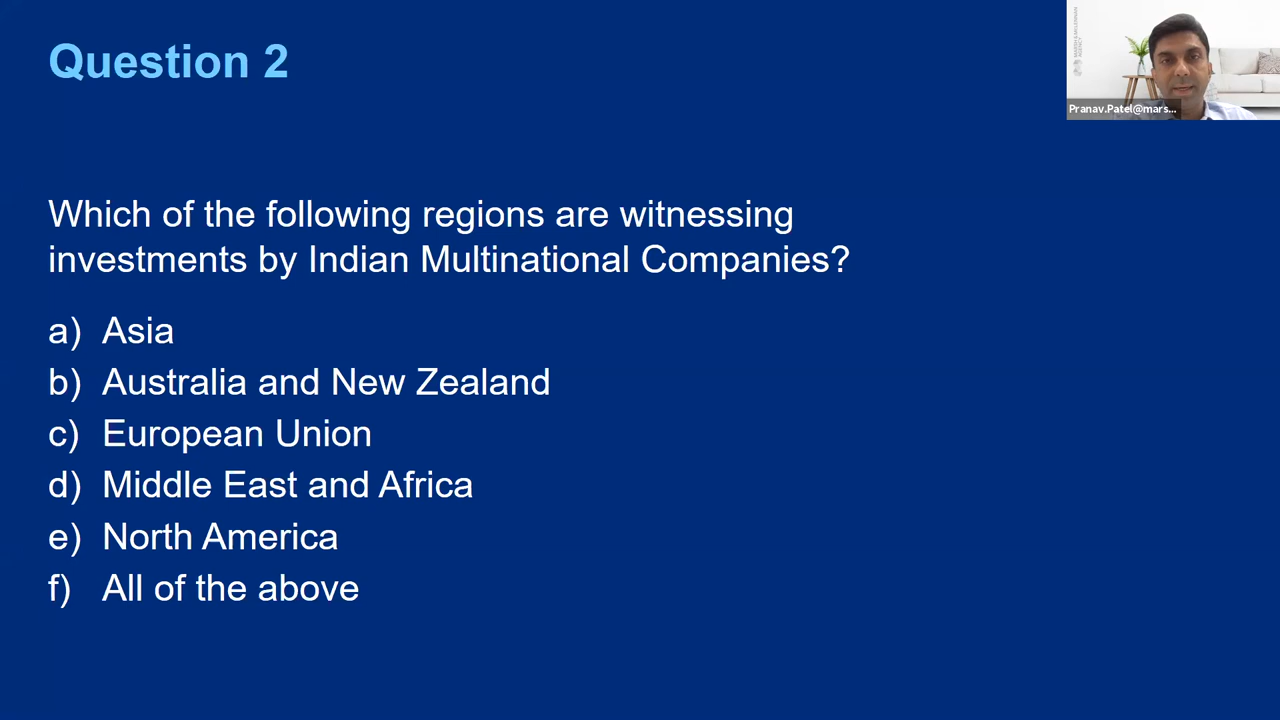 Question 2
Pranav.Patel@mars...
Which of the following regions are witnessing
investments by Indian Multinational Companies?
a) Asia
b) Australia and New Zealand
c) European Union
d) Middle East and Africa
e) North America
f) All of the above